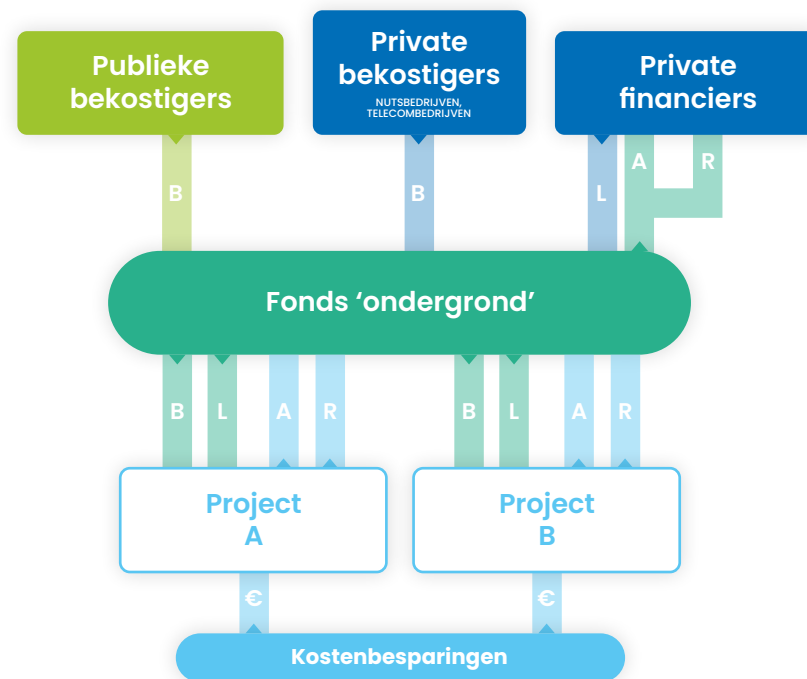 Publieke
bekostigers
Private
bekostigers
NUTSBEDRIJVEN,
TELECOMBEDRIJVEN
Private
financiers
B
B
L
A
R
Fonds ‘ondergrond’
B
L
A
R
B
L
A
R
Project
A
Project
B
€
€
Kostenbesparingen